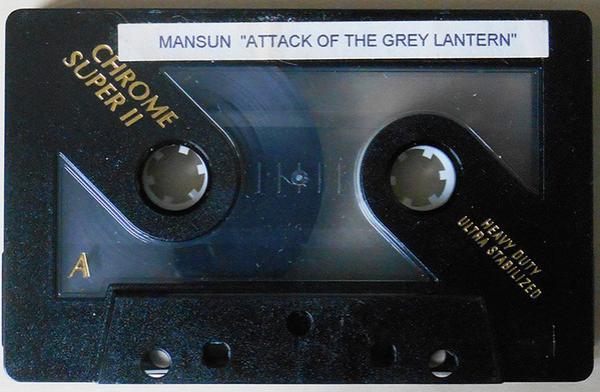 MANSUN "ATTACK OF THE GREY LANTERN"
CHROME
SUPER II
A
HEAVY DUTY
ULTRA STABILIZED